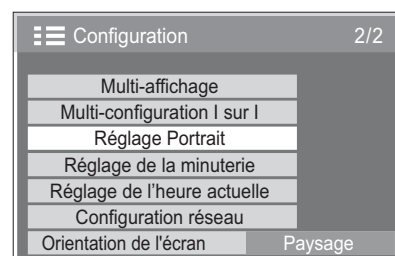 Configuration 2/2
Multi-affichage
Multi-configuration I sur I
Réglage Portrait
Réglage de la minuterie
Réglage de l’heure actuelle
Configuration réseau
Orientation de l'écran Paysage